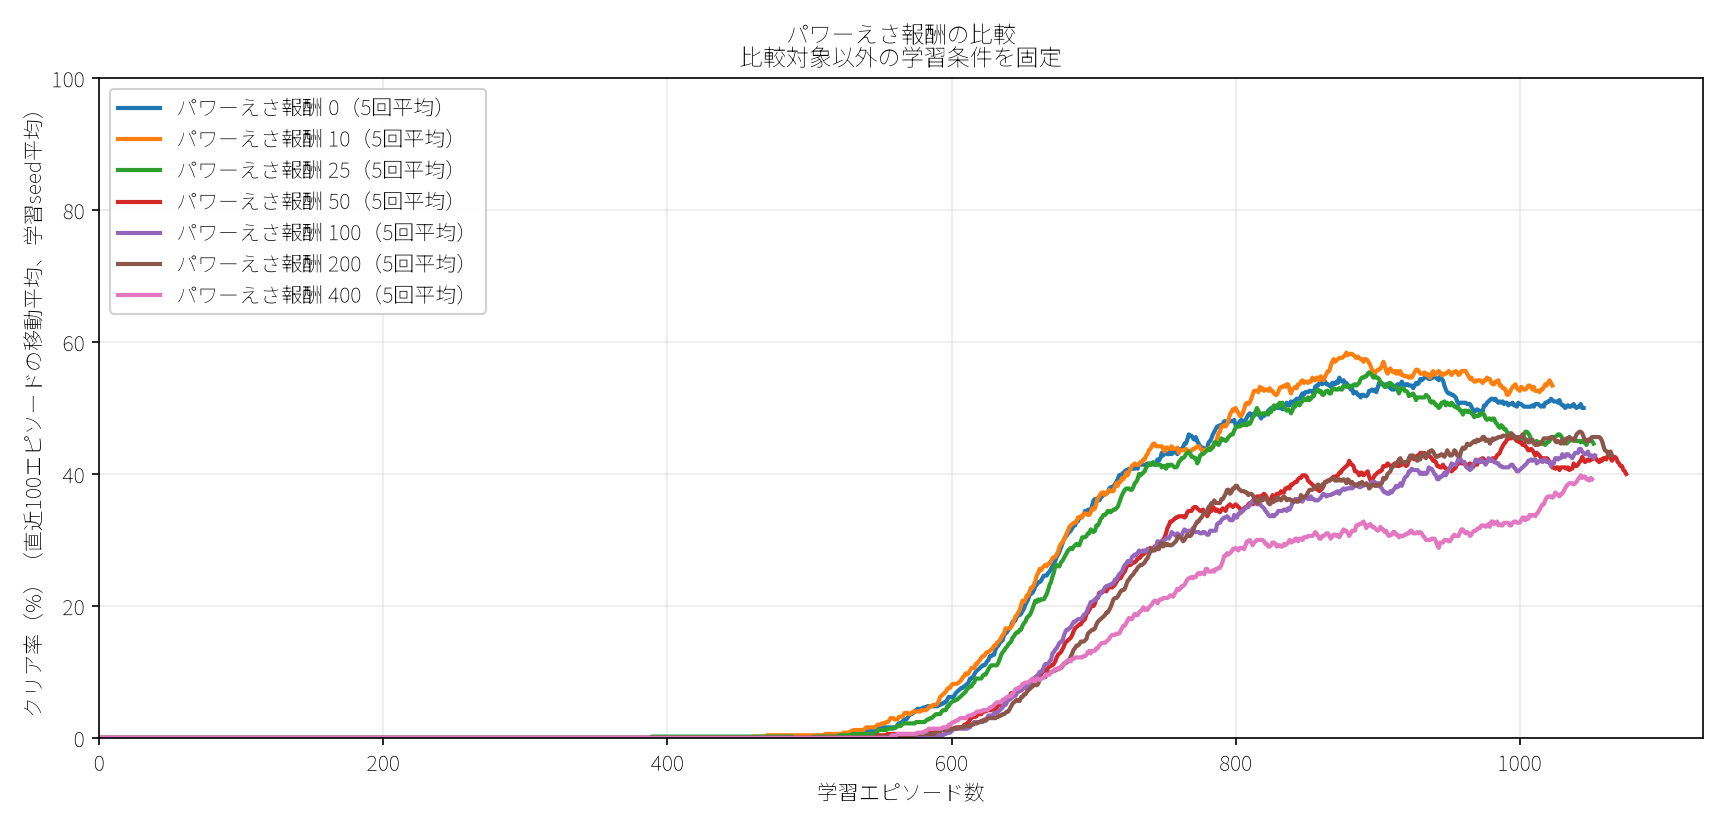 パワーえさ報酬の比較
比較対象以外の学習条件を固定
クリア率（%）（直近100エピソードの移動平均、学習seed平均）
100
80
60
40
20
0
パワーえさ報酬 0（5回平均）
パワーえさ報酬 10（5回平均）
パワーえさ報酬 25（5回平均）
パワーえさ報酬 50（5回平均）
パワーえさ報酬 100（5回平均）
パワーえさ報酬 200（5回平均）
パワーえさ報酬 400（5回平均）
0 200 400 600 800 1000
学習エピソード数